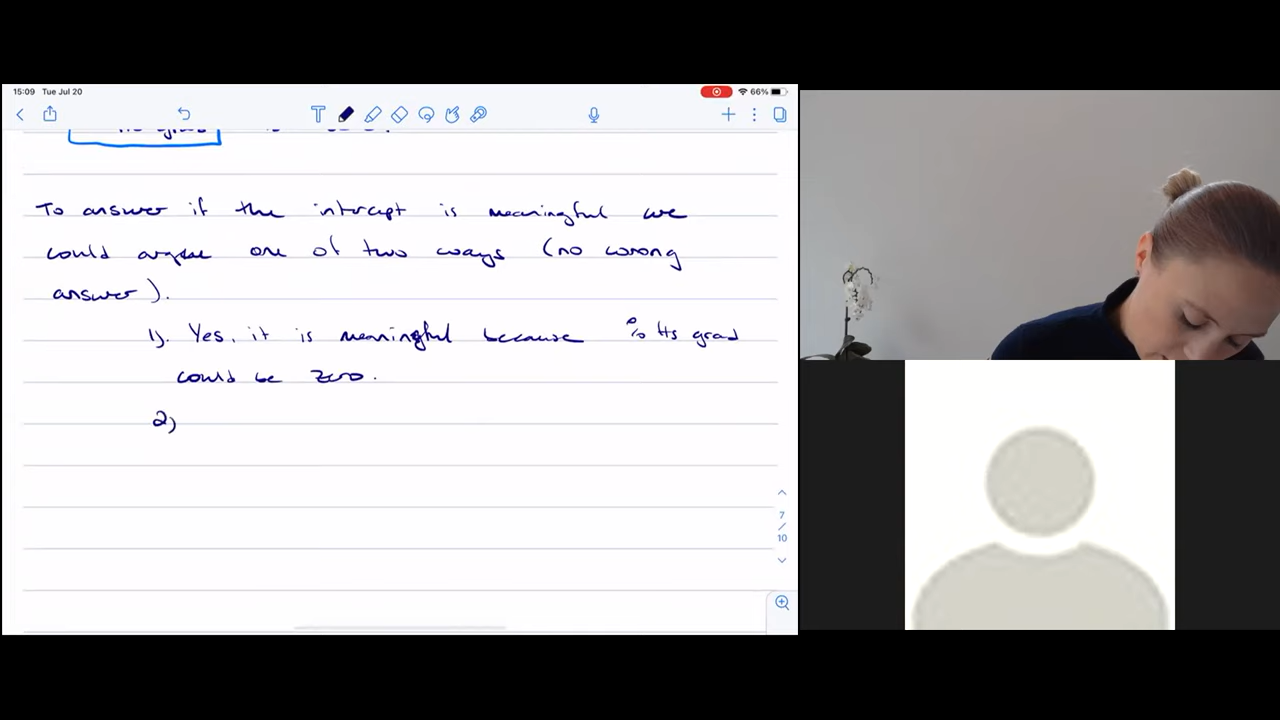 15:09 Tue Jul 20
66%
T
To answer if the intercept is meaningful we
could argue one of two ways (no wrong
answer).
1). Yes, it is meaningful because % Hs grad
could be zero.
2)
7
/
10